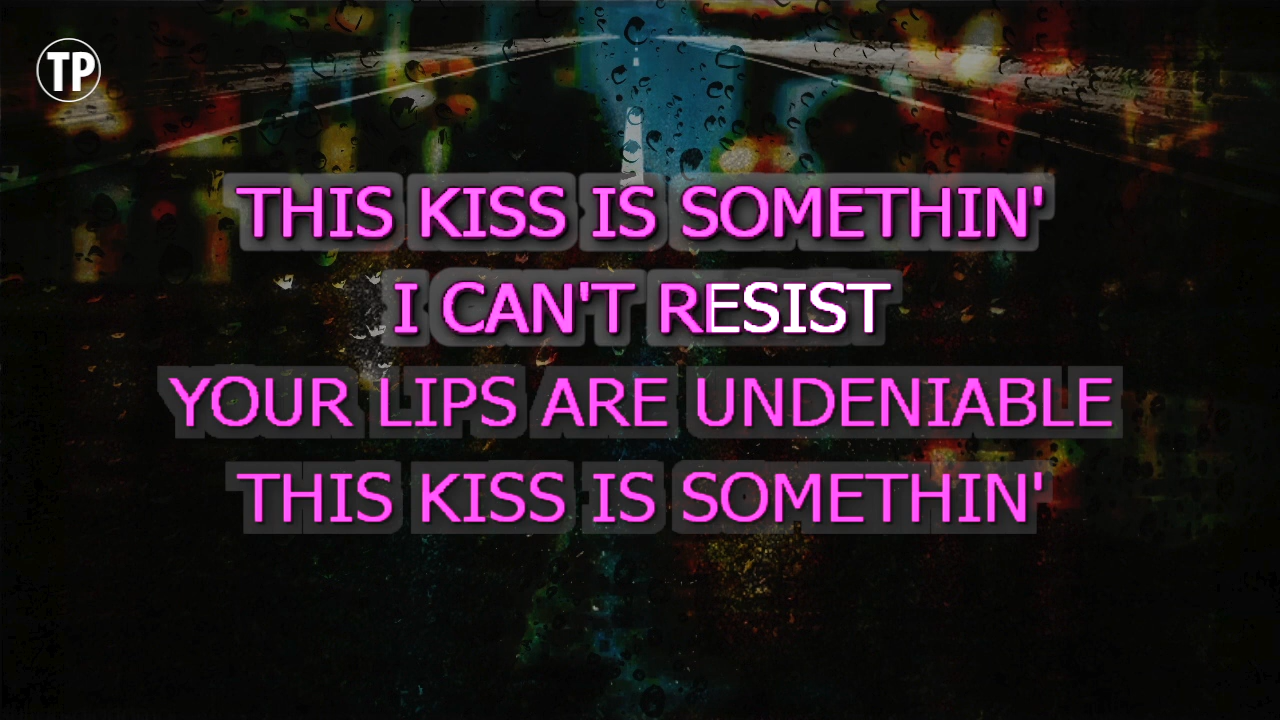 TP
THIS KISS IS SOMETHIN'
I CAN'T RESIST
YOUR LIPS ARE UNDENIABLE
THIS KISS IS SOMETHIN'